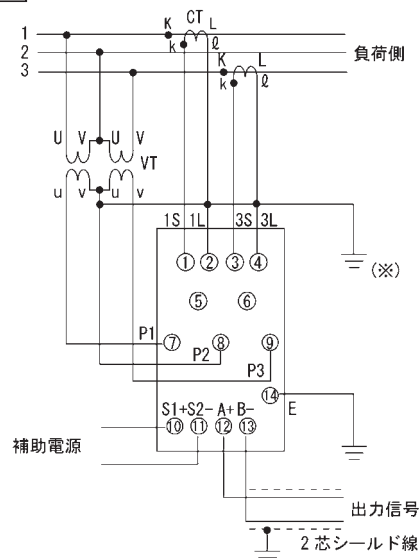 K CT L
1
2 k ℓ 負荷側
3 K L
k ℓ
U V U V
VT
u v u v
1S 1L 3S 3L
① ② ③ ④ (※)
⑤ ⑥
P1 ⑦ ⑧ ⑨
P2
P3
⑭ E
S1+ S2- A+ B-
⑩ ⑪ ⑫ ⑬
補助電源
出力信号
2芯シールド線